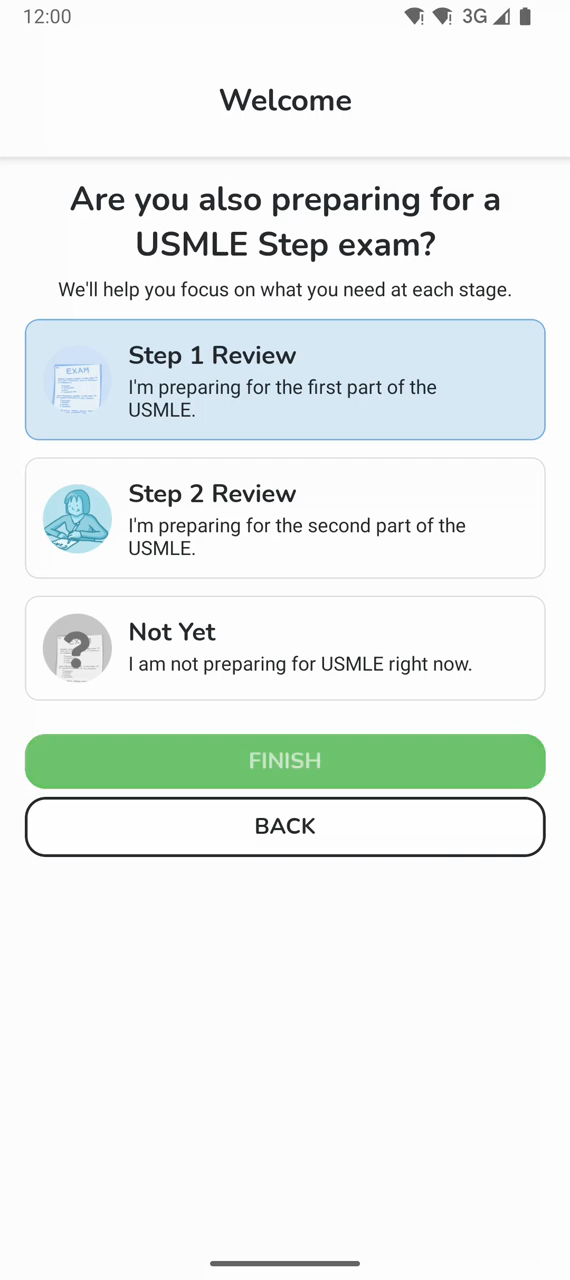 12:00
3G
Welcome
Are you also preparing for a
USMLE Step exam?
We'll help you focus on what you need at each stage.
EXAM
Step 1 Review
I'm preparing for the first part of the
USMLE.
Step 2 Review
I'm preparing for the second part of the
USMLE.
?
Not Yet
I am not preparing for USMLE right now.
FINISH
BACK